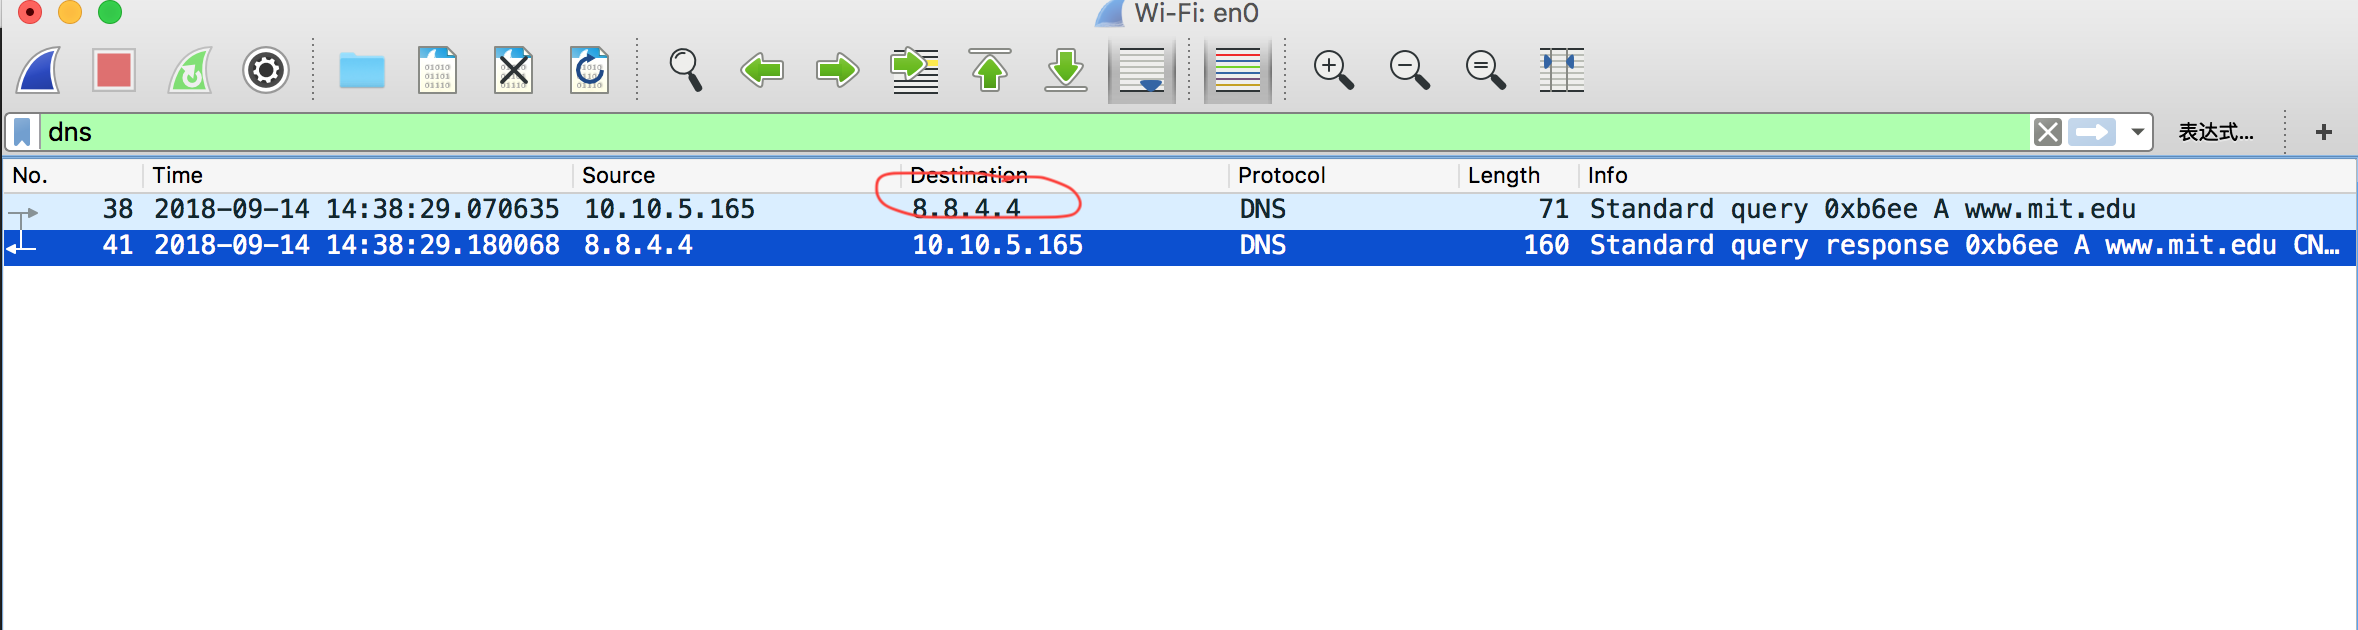 Wi-Fi: en0
dns 表达式... +
No. Time Source Destination Protocol Length Info
38 2018-09-14 14:38:29.070635 10.10.5.165 8.8.4.4 DNS 71 Standard query 0xb6ee A www.mit.edu
41 2018-09-14 14:38:29.180068 8.8.4.4 10.10.5.165 DNS 160 Standard query response 0xb6ee A www.mit.edu CN…